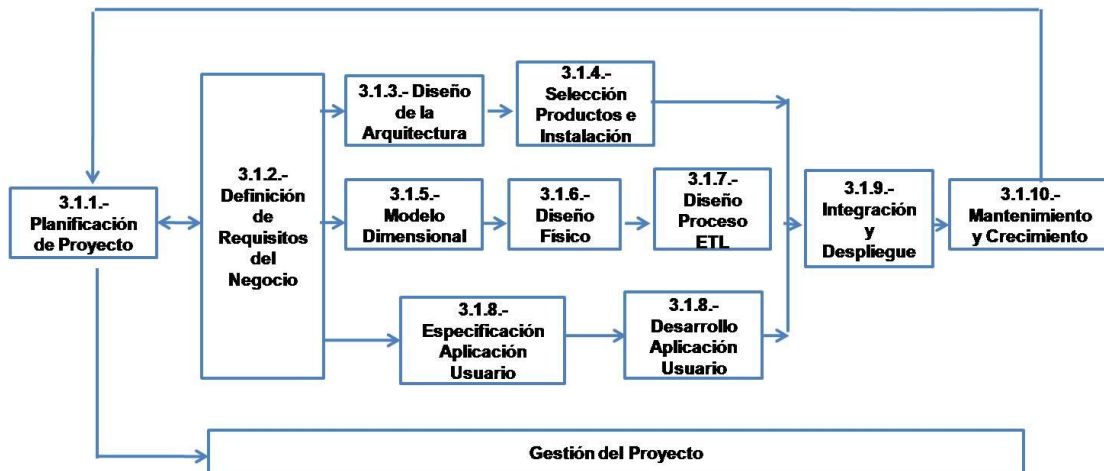 3.1.1.-
Planificación
de Proyecto
3.1.2.-
Definición
de
Requisitos
del
Negocio
3.1.3.- Diseño
de la
Arquitectura
3.1.4.-
Selección
Productos e
Instalación
3.1.5.-
Modelo
Dimensional
3.1.6.-
Diseño
Físico
3.1.7.-
Diseño
Proceso
ETL
3.1.8.-
Especificación
Aplicación
Usuario
3.1.8.-
Desarrollo
Aplicación
Usuario
3.1.9.-
Integración
y
Despliegue
3.1.10.-
Mantenimiento
y Crecimiento
Gestión del Proyecto